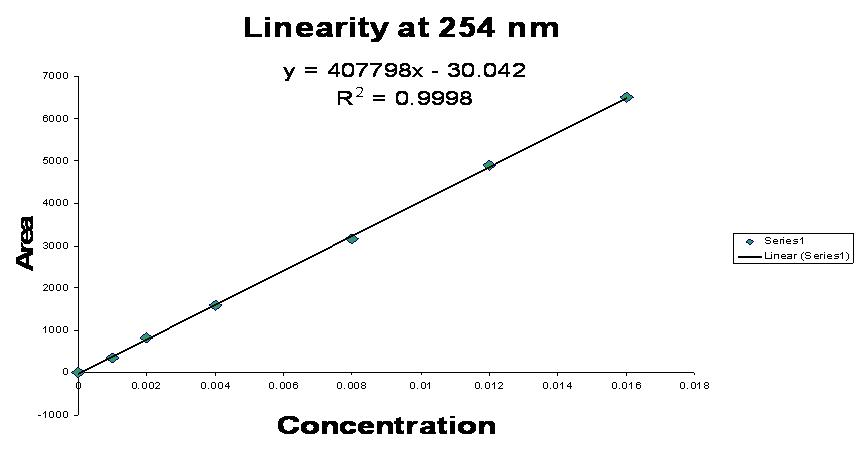 Linearity at 254 nm
y = 407798x - 30.042
R² = 0.9998
7000
6000
5000
4000
3000
2000
1000
0
-1000
Area
0
0.002
0.004
0.006
0.008
0.01
0.012
0.014
0.016
0.018
Concentration
Series1
Linear (Series1)